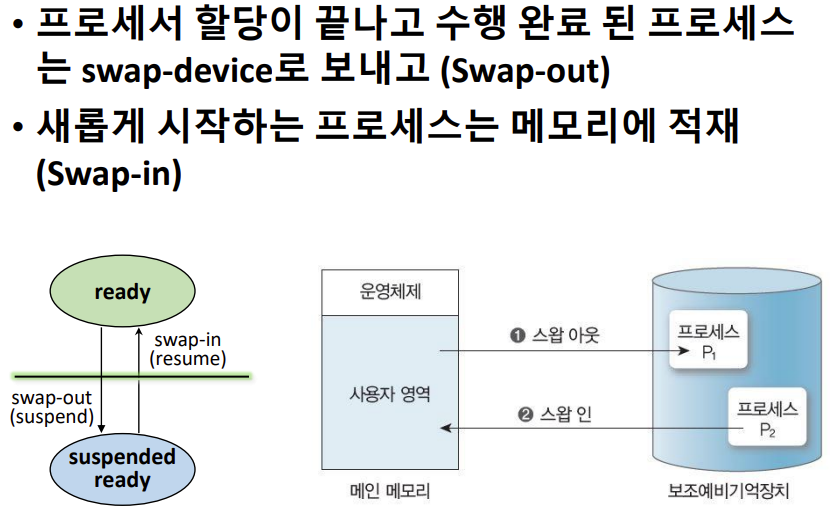 • 프로세서 할당이 끝나고 수행 완료 된 프로세스
는 swap-device로 보내고 (Swap-out)
• 새롭게 시작하는 프로세스는 메모리에 적재
(Swap-in)
ready
swap-in
(resume)
swap-out
(suspend)
suspended
ready
운영체제
사용자 영역
메인 메모리
❶ 스왑 아웃
❷ 스왑 인
프로세스
P₁
프로세스
P₂
보조예비기억장치